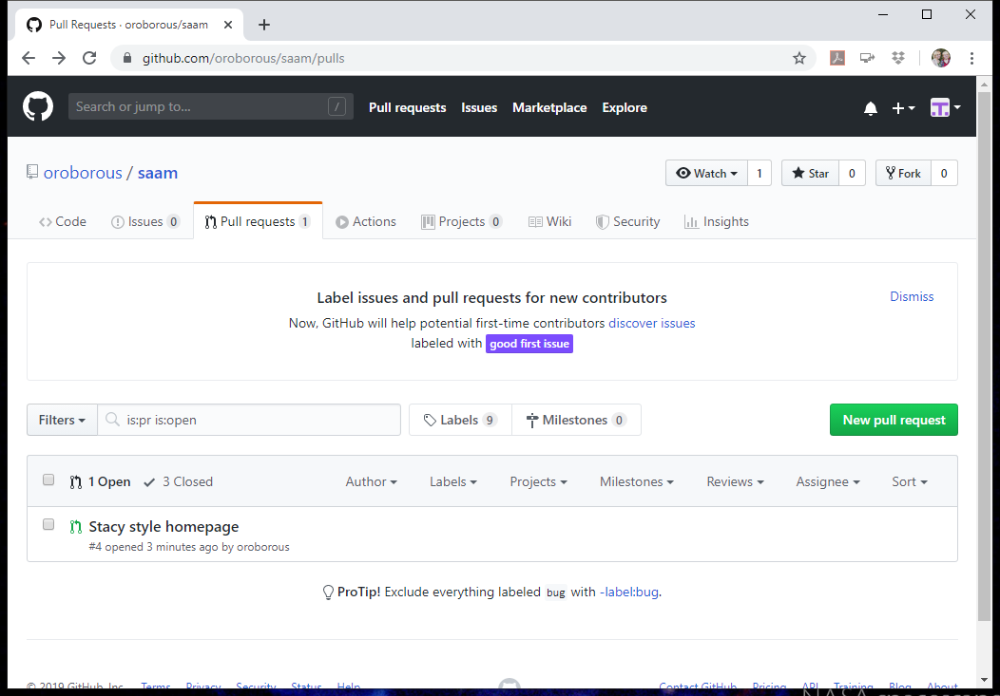 Pull Requests · oroborous/saam
github.com/oroborous/saam/pulls
Search or jump to... / Pull requests Issues Marketplace Explore
oroborous / saam Watch 1 Star 0 Fork 0
Code Issues 0 Pull requests 1 Actions Projects 0 Wiki Security Insights
Label issues and pull requests for new contributors Dismiss
Now, GitHub will help potential first-time contributors discover issues
labeled with good first issue
Filters is:pr is:open Labels 9 Milestones 0 New pull request
1 Open 3 Closed Author Labels Projects Milestones Reviews Assignee Sort
Stacy style homepage
#4 opened 3 minutes ago by oroborous
ProTip! Exclude everything labeled bug with -label:bug.
© 2019 GitHub, Inc. Terms Privacy Security Status Help Contact GitHub Pricing API Training Blog About
NASA